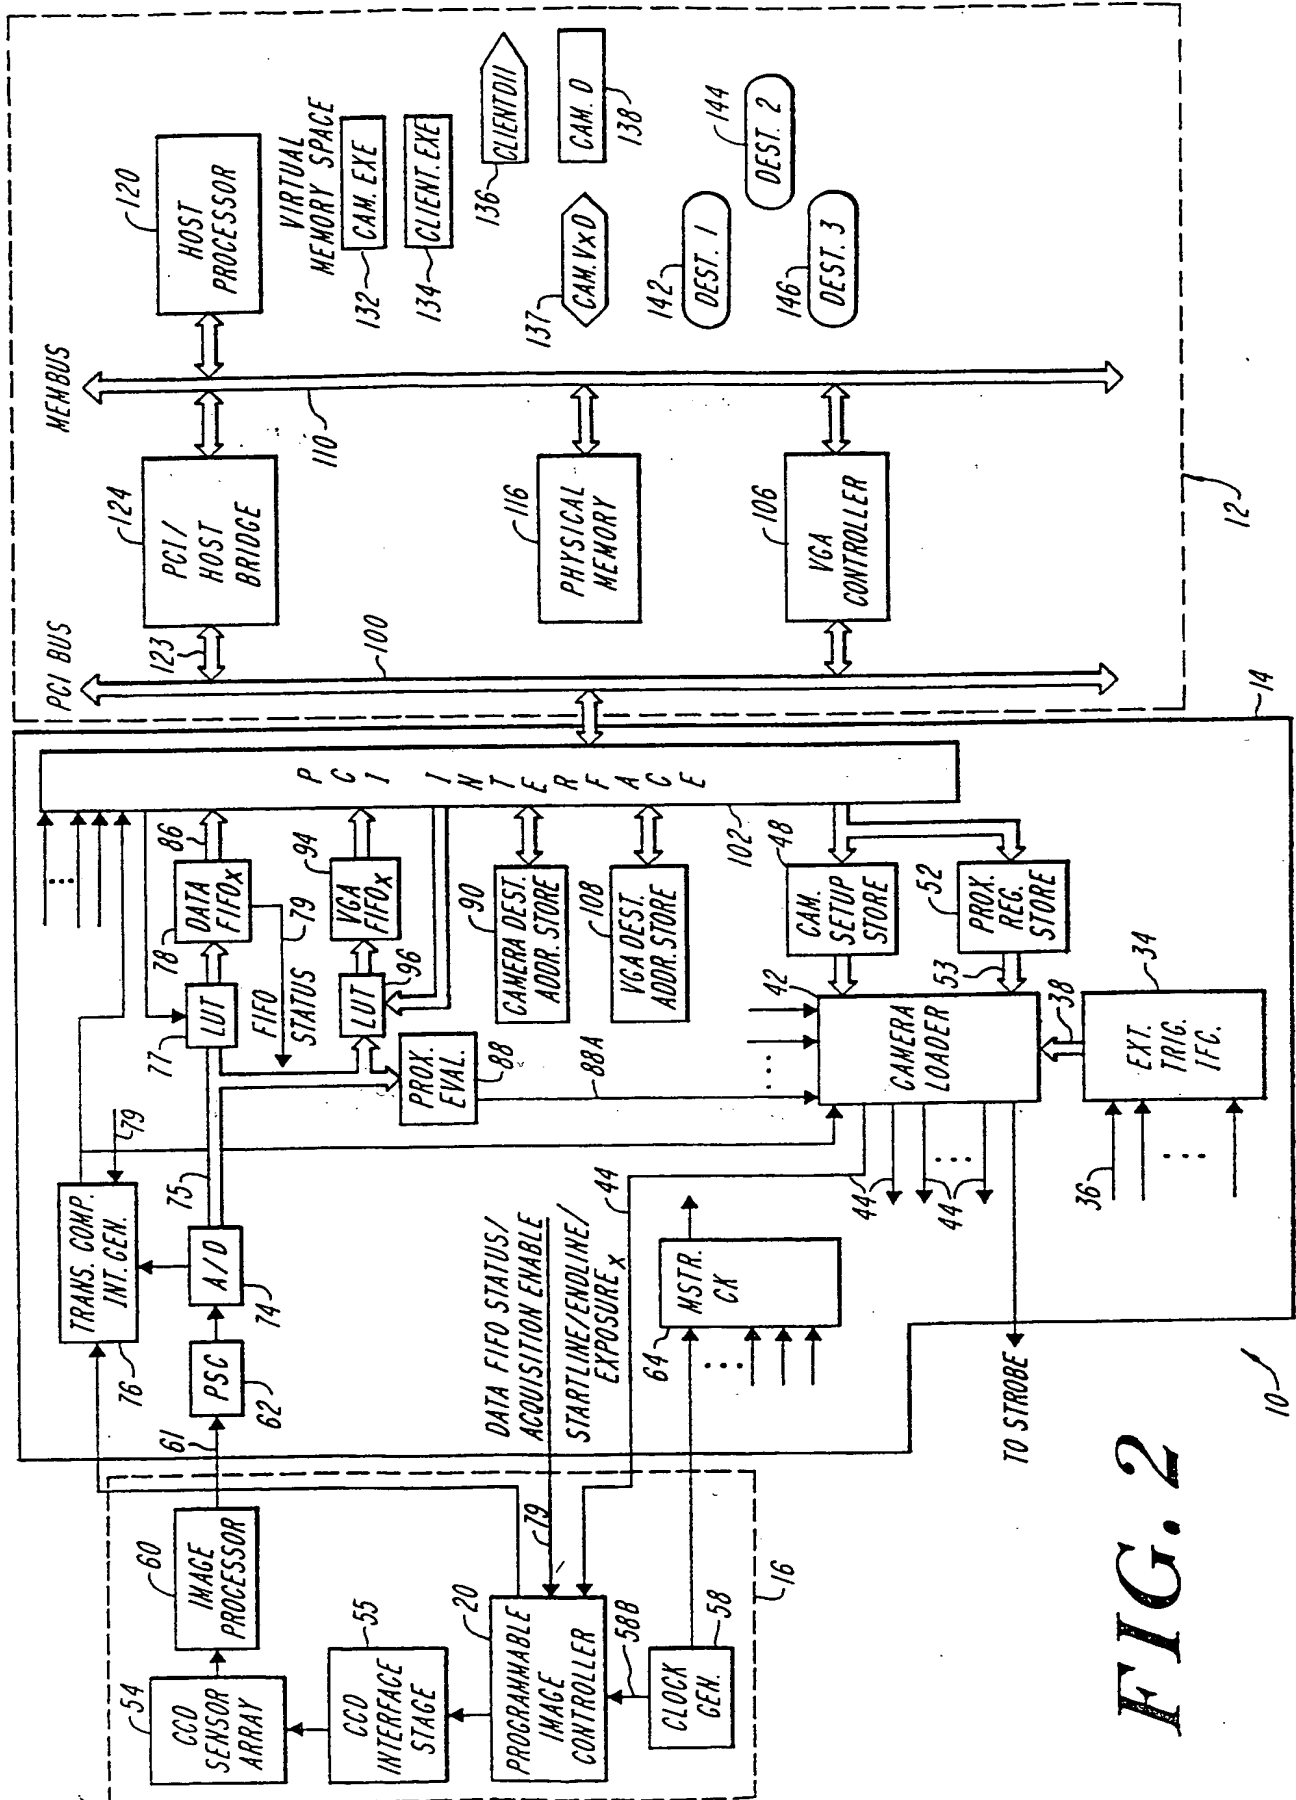 54
CCD
SENSOR
ARRAY
60
IMAGE
PROCESSOR
61
PSC
62
A/D
74
76
TRANS. COMP.
INT. GEN.
79
75
77
LUT
78
DATA
FIFOX
86
FIFO
STATUS
79
LUT
96
VGA
FIFOX
94
PROX.
EVAL.
88
88A
CAMERA DEST.
ADDR. STORE
90
VGA DEST.
ADDR. STORE
108
PCI INTERFACE
102
55
CCD
INTERFACE
STAGE
20
PROGRAMMABLE
IMAGE
CONTROLLER
79
58B
CLOCK
GEN.
58
16
DATA FIFO STATUS/
ACQUISITION ENABLE
STARTLINE/ENDLINE/
EXPOSUREX
44
64
MSTR.
CK
44
44
42
CAMERA
LOADER
48
CAM.
SETUP
STORE
52
PROX.
REG.
STORE
53
38
34
EXT.
TRIG.
IFC.
36
TO STROBE
10
14
PCI BUS
123
100
124
PCI/
HOST
BRIDGE
116
PHYSICAL
MEMORY
106
VGA
CONTROLLER
MEMBUS
110
12
120
HOST
PROCESSOR
VIRTUAL
MEMORY SPACE
132
CAM. EXE
134
CLIENT. EXE
136
CLIENTDII
137
CAM. VXD
CAM. D
138
142
DEST. 1
144
DEST. 2
146
DEST. 3
FIG. 2